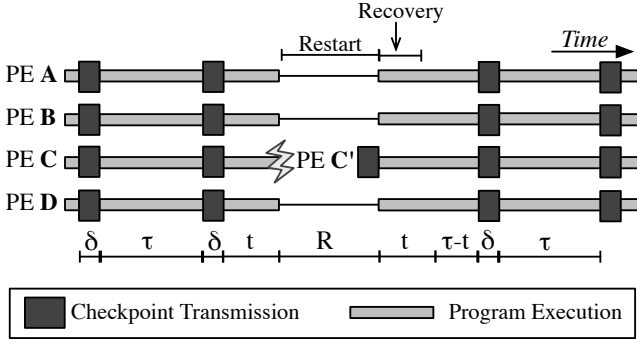 Recovery
Restart
Time
PE A
PE B
PE C PE C'
PE D
δ τ δ t R t τ-t δ τ
Checkpoint Transmission Program Execution